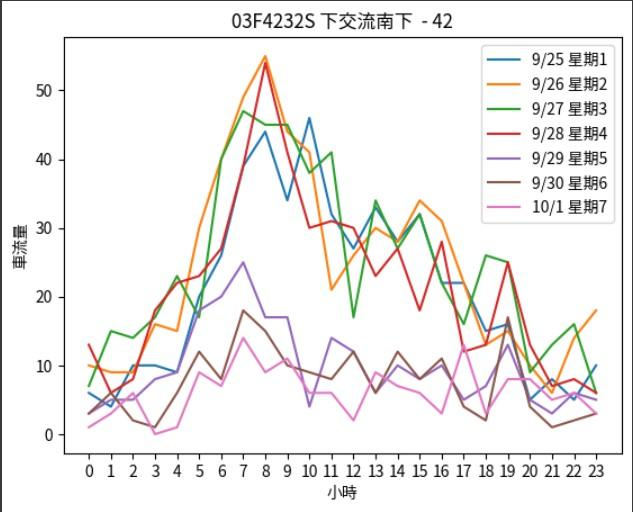 03F4232S 下交流南下 - 42
9/25 星期1
9/26 星期2
9/27 星期3
9/28 星期4
9/29 星期5
9/30 星期6
10/1 星期7
車流量
50
40
30
20
10
0
0 1 2 3 4 5 6 7 8 9 10 11 12 13 14 15 16 17 18 19 20 21 22 23
小時